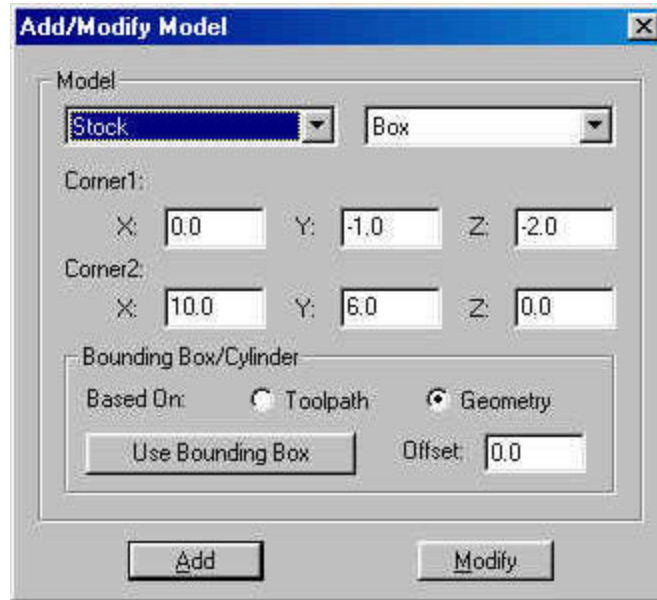 Add/Modify Model
Model
Stock Box
Corner1:
X: 0.0 Y: -1.0 Z: -2.0
Corner2:
X: 10.0 Y: 6.0 Z: 0.0
Bounding Box/Cylinder
Based On: Toolpath Geometry
Use Bounding Box Offset: 0.0
Add Modify